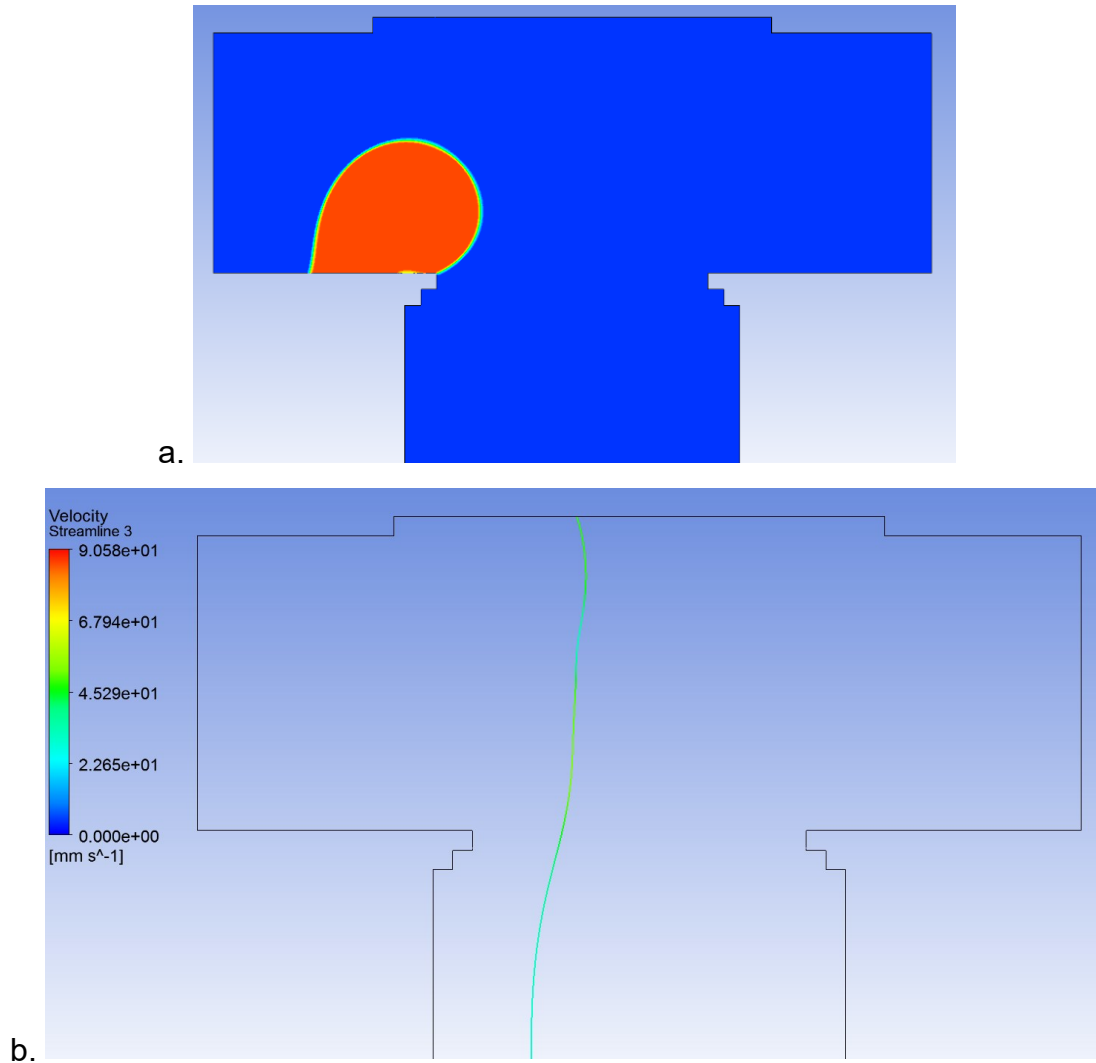 a.
Velocity
Streamline 3
9.058e+01
6.794e+01
4.529e+01
2.265e+01
0.000e+00
[mm s^-1]
b.